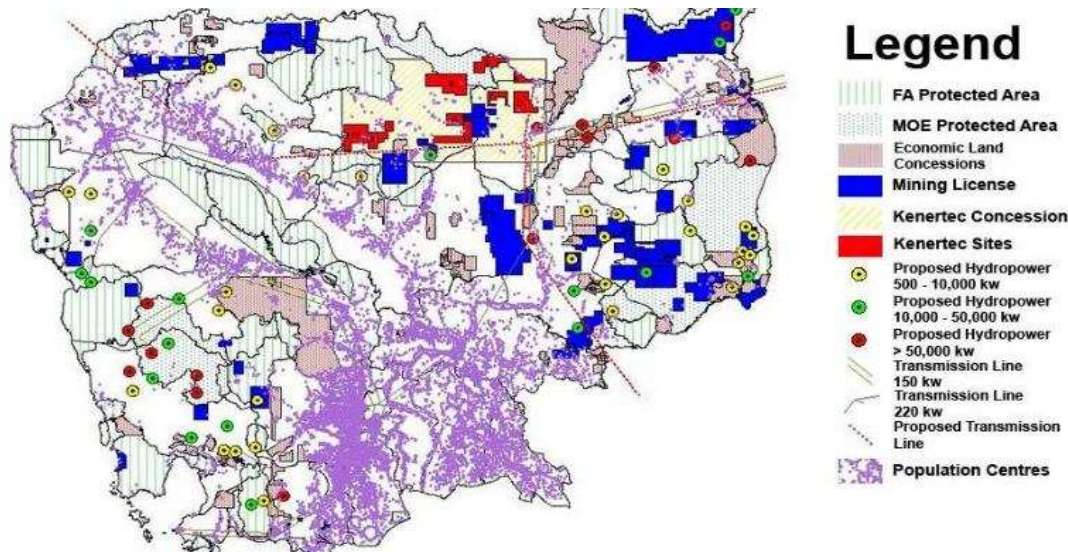 Legend
FA Protected Area
MOE Protected Area
Economic Land
Concessions
Mining License
Kenertec Concession
Kenertec Sites
Proposed Hydropower
500 - 10,000 kw
Proposed Hydropower
10,000 - 50,000 kw
Proposed Hydropower
> 50,000 kw
Transmission Line
150 kw
Transmission Line
220 kw
Proposed Transmission
Line
Population Centres